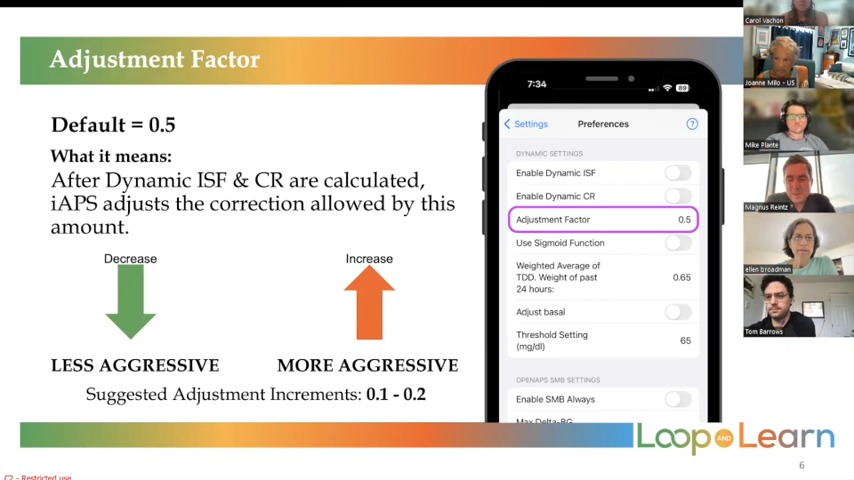 Adjustment Factor
Default = 0.5
What it means:
After Dynamic ISF & CR are calculated,
iAPS adjusts the correction allowed by this
amount.
Decrease
Increase
LESS AGGRESSIVE
MORE AGGRESSIVE
Suggested Adjustment Increments: 0.1 - 0.2
7:34
89
Settings
Preferences
?
DYNAMIC SETTINGS
Enable Dynamic ISF
Enable Dynamic CR
Adjustment Factor 0.5
Use Sigmoid Function
Weighted Average of
TDD. Weight of past
24 hours:
0.65
Adjust basal
Threshold Setting
(mg/dl)
65
OPENAPS SMB SETTINGS
Enable SMB Always
Max Delta-BG
Loop AND Learn
6
C2 - Restricted use
Carol Vachon
Joanne Milo - US
Mike Plante
Magnus Reintz
ellen broadman
Tom Barrows